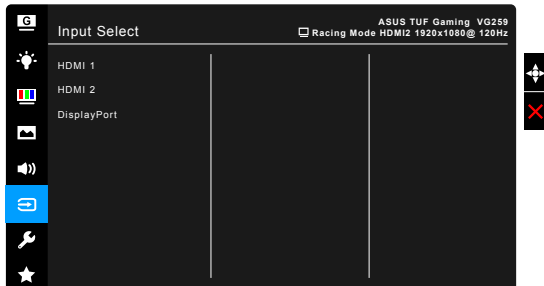 G
Input Select
ASUS TUF Gaming VG259
Racing Mode HDMI2 1920x1080@ 120Hz
HDMI 1
HDMI 2
DisplayPort